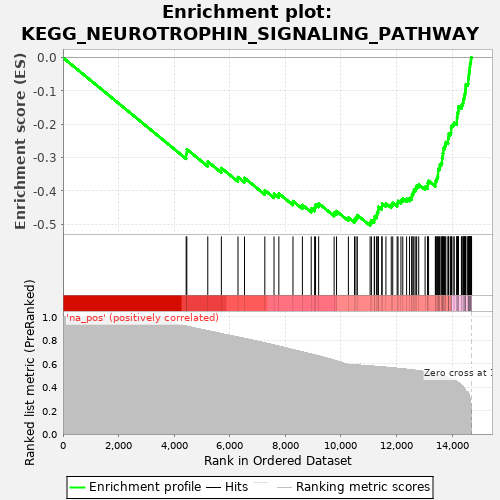 Enrichment plot:
KEGG_NEUROTROPHIN_SIGNALING_PATHWAY
Enrichment score (ES)
0.0
-0.1
-0.2
-0.3
-0.4
-0.5
'na_pos' (positively correlated)
Ranked list metric (PreRanked)
1.0
0.8
0.6
0.4
0.2
0.0
Zero cross at
0
2,000
4,000
6,000
8,000
10,000
12,000
14,000
Rank in Ordered Dataset
Enrichment profile
Hits
Ranking metric scores